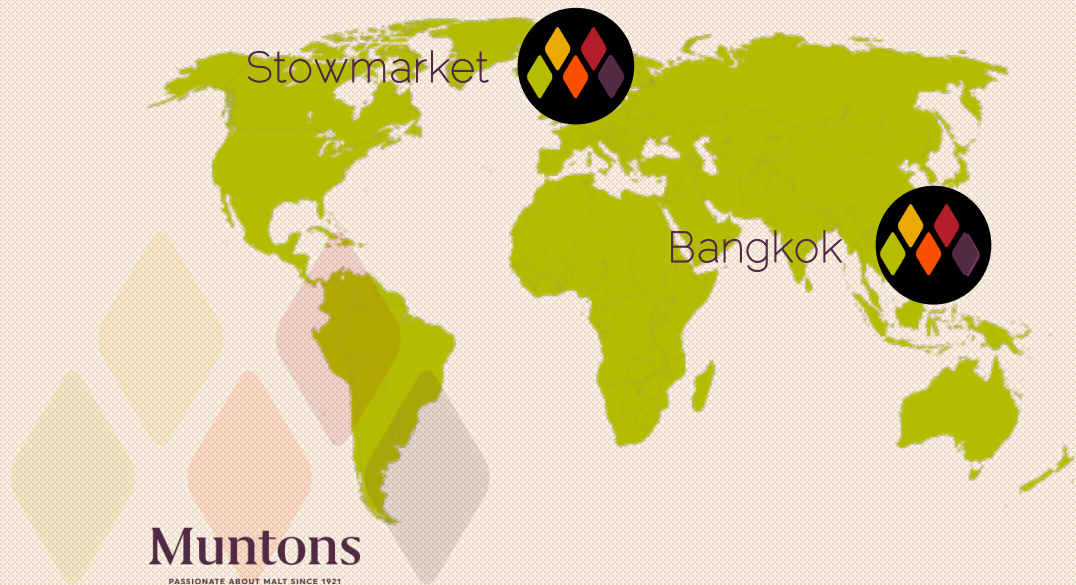 Stowmarket
Bangkok
Muntons
PASSIONATE ABOUT MALT SINCE 1921